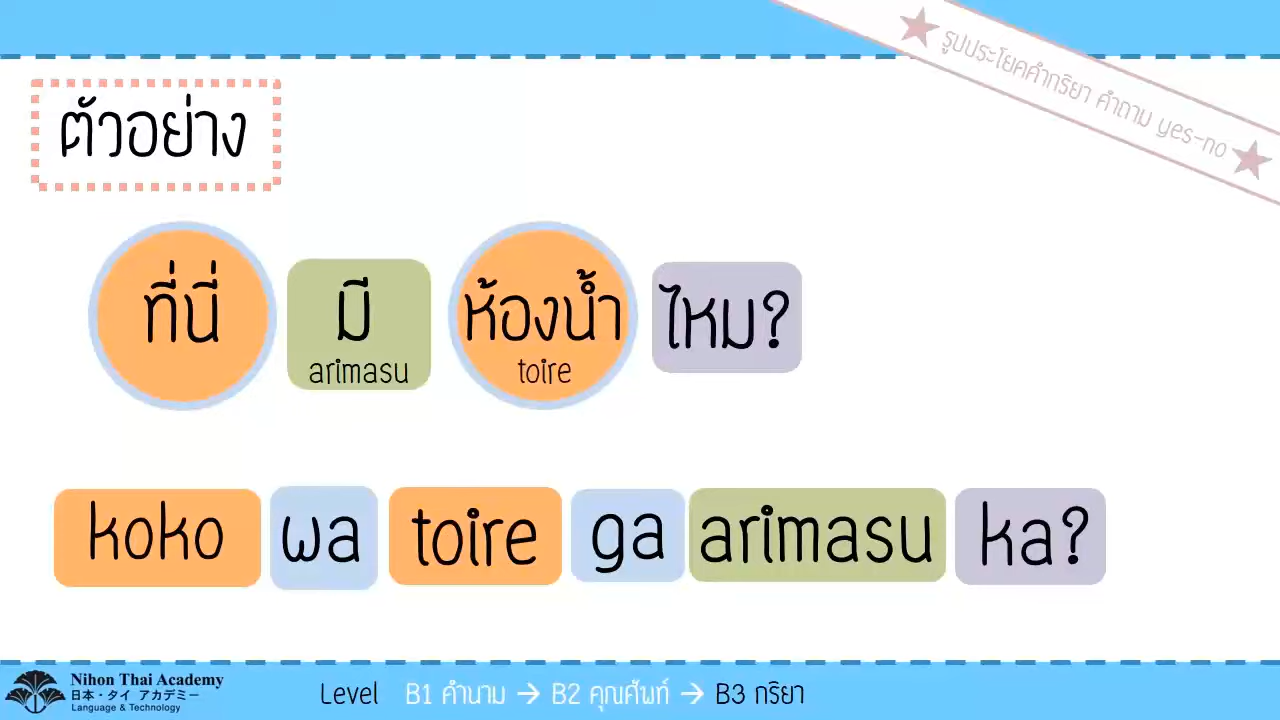 รูปประโยคคำกริยา คำถาม yes-no
ตัวอย่าง
ที่นี่ มี ห้องน้ำ ไหม?
arimasu toire
koko wa toire ga arimasu ka?
Nihon Thai Academy
日本・タイ アカデミー
Language & Technology
Level B1 คำนาม → B2 คุณศัพท์ → B3 กริยา